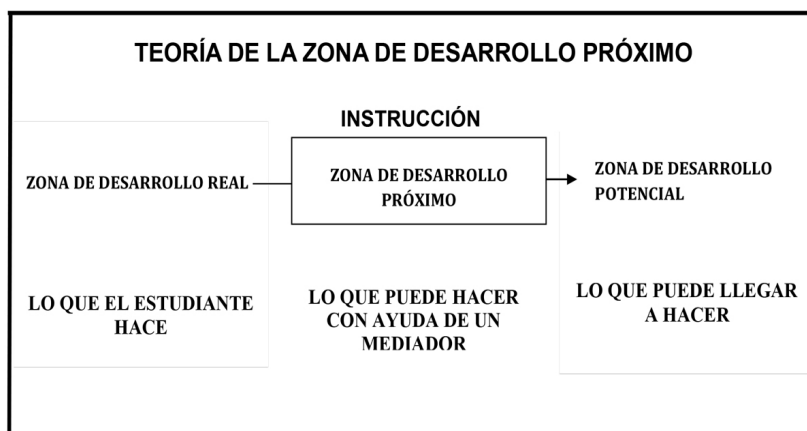 TEORÍA DE LA ZONA DE DESARROLLO PRÓXIMO
INSTRUCCIÓN
ZONA DE DESARROLLO REAL
ZONA DE DESARROLLO
PRÓXIMO
ZONA DE DESARROLLO
POTENCIAL
LO QUE EL ESTUDIANTE
HACE
LO QUE PUEDE HACER
CON AYUDA DE UN
MEDIADOR
LO QUE PUEDE LLEGAR
A HACER